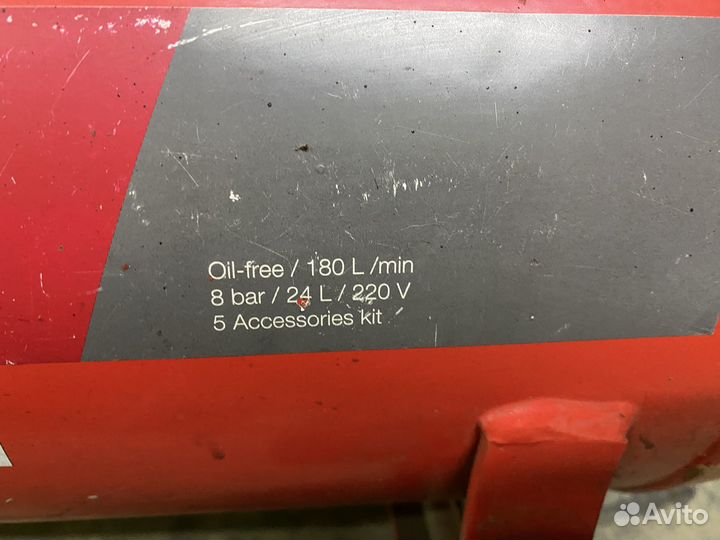 Oil-free / 180 L /min
8 bar / 24 L / 220 V
5 Accessories kit
Avito